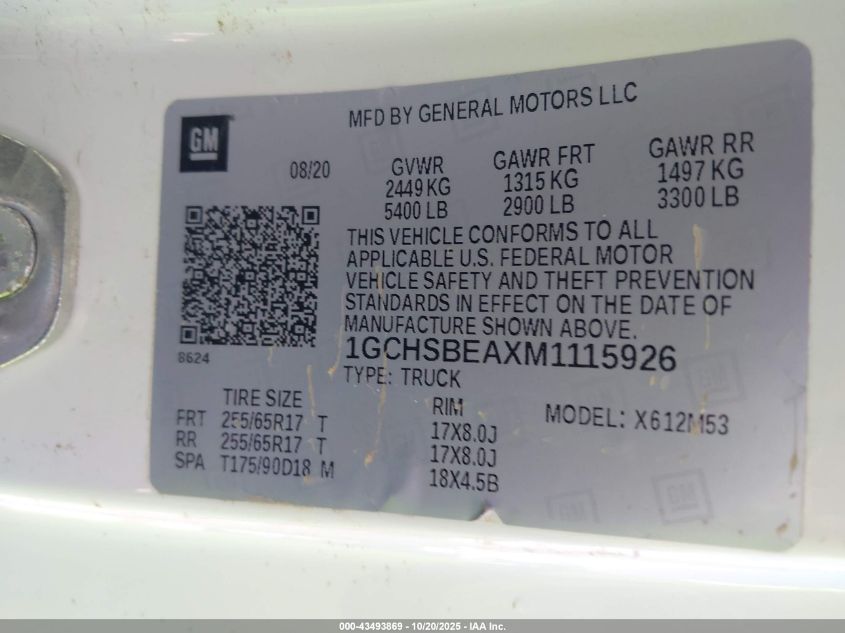 MFD BY GENERAL MOTORS LLC
GM
08/20
GVWR GAWR FRT GAWR RR
2449 KG 1315 KG 1497 KG
5400 LB 2900 LB 3300 LB
THIS VEHICLE CONFORMS TO ALL
APPLICABLE U.S. FEDERAL MOTOR
VEHICLE SAFETY AND THEFT PREVENTION
STANDARDS IN EFFECT ON THE DATE OF
MANUFACTURE SHOWN ABOVE.
8624
1GCHSBEAXM1115926
TYPE: TRUCK
TIRE SIZE RIM MODEL: X612M53
FRT 255/65R17 T 17X8.0J
RR 255/65R17 T 17X8.0J
SPA T175/90D18 M 18X4.5B
GM
GM
000-43493869 | 10/20/2025 - IAA Inc.